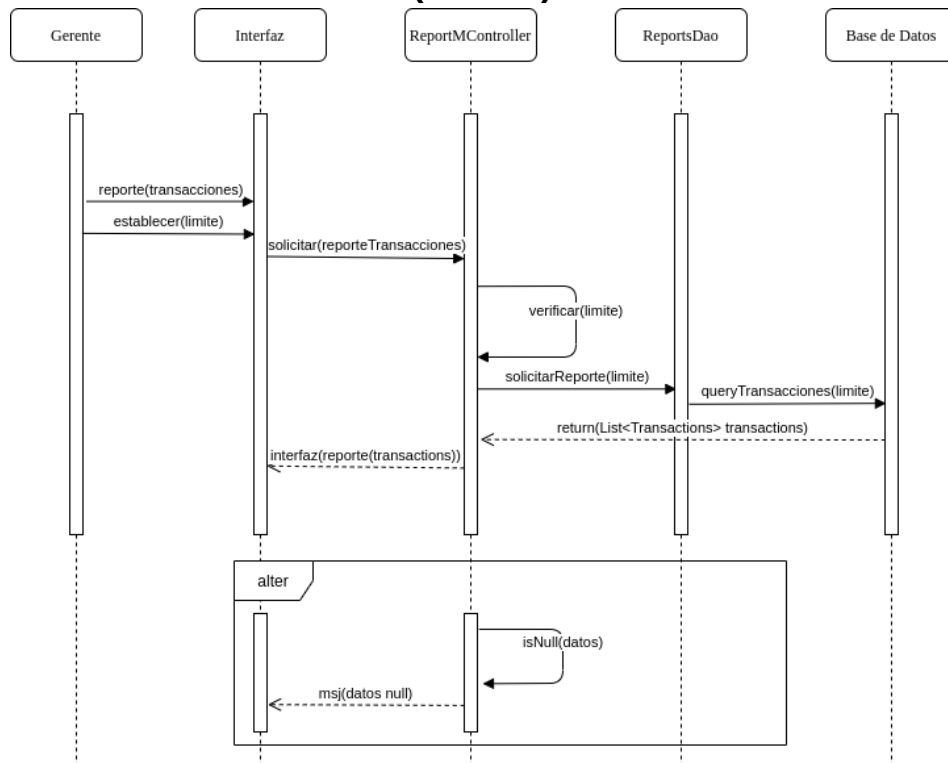 Gerente
Interfaz
ReportMController
ReportsDao
Base de Datos
reporte(transacciones)
establecer(limite)
solicitar(reporteTransacciones)
verificar(limite)
solicitarReporte(limite)
queryTransacciones(limite)
return(List<Transactions> transactions)
interfaz(reporte(transactions))
alter
isNull(datos)
msj(datos null)